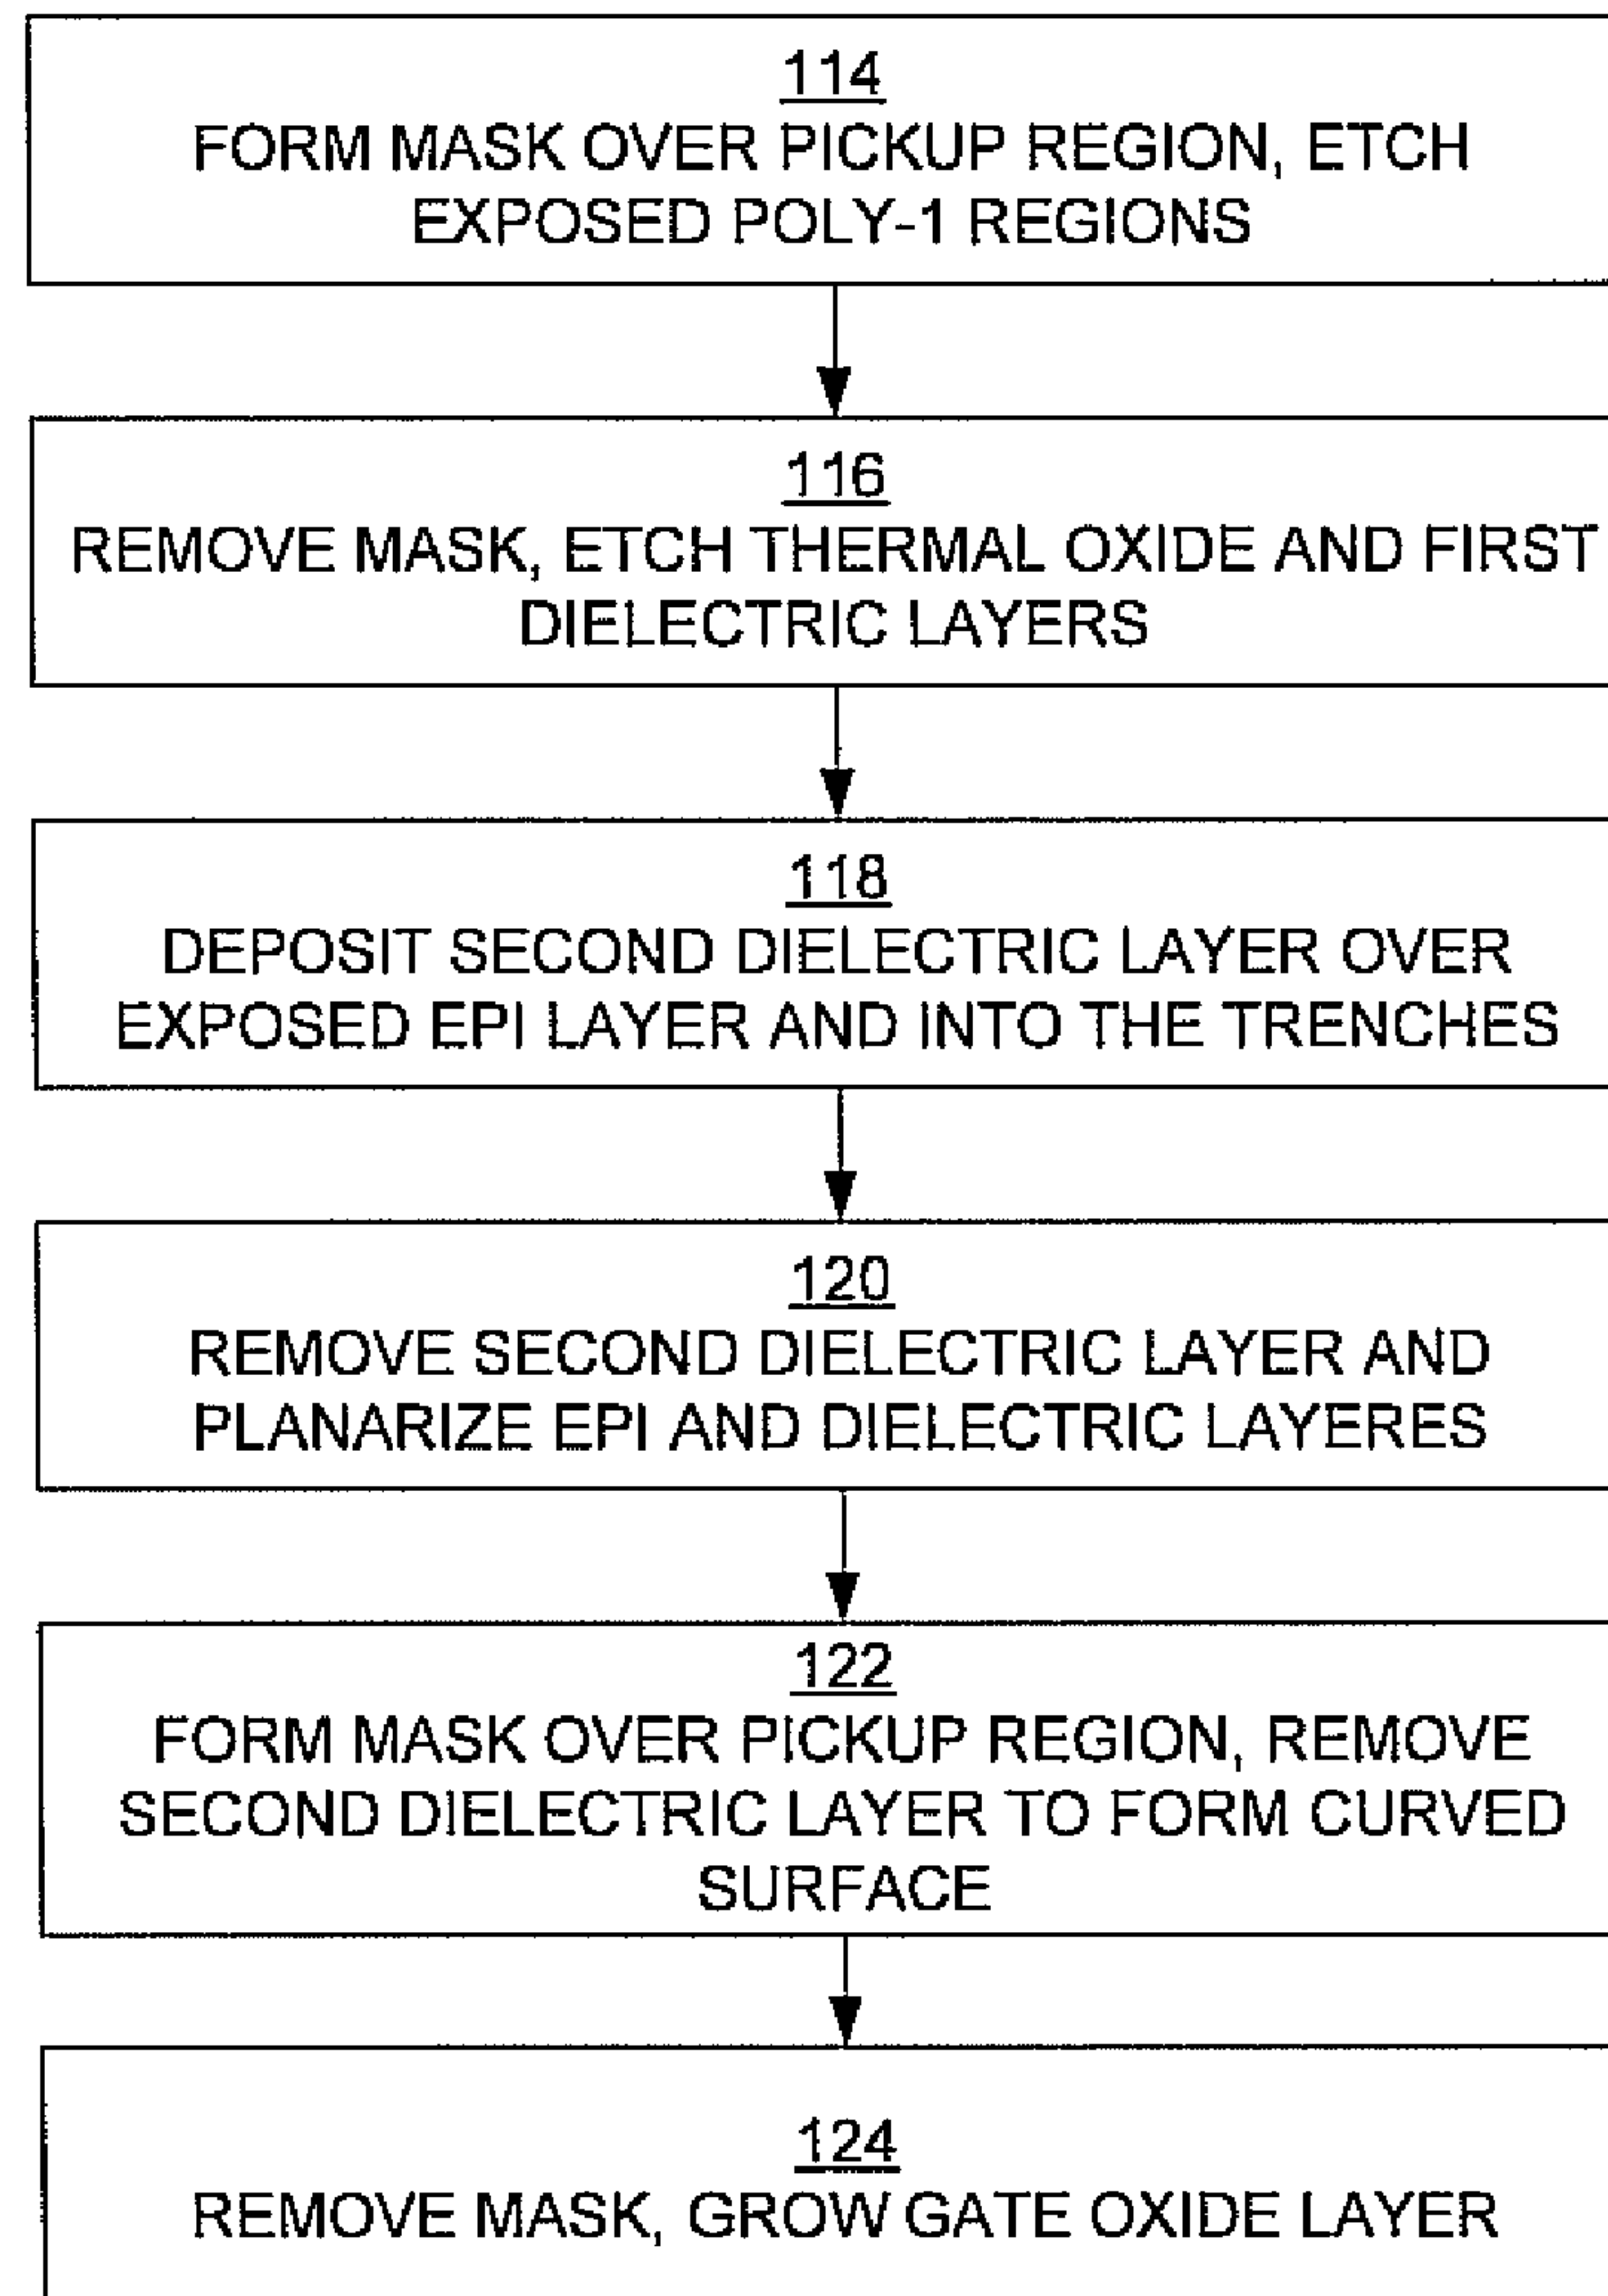 114
FORM MASK OVER PICKUP REGION, ETCH
EXPOSED POLY-1 REGIONS
116
REMOVE MASK, ETCH THERMAL OXIDE AND FIRST
DIELECTRIC LAYERS
118
DEPOSIT SECOND DIELECTRIC LAYER OVER
EXPOSED EPI LAYER AND INTO THE TRENCHES
120
REMOVE SECOND DIELECTRIC LAYER AND
PLANARIZE EPI AND DIELECTRIC LAYERES
122
FORM MASK OVER PICKUP REGION, REMOVE
SECOND DIELECTRIC LAYER TO FORM CURVED
SURFACE
124
REMOVE MASK, GROW GATE OXIDE LAYER